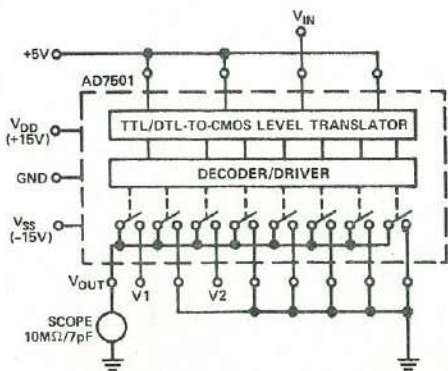 V_IN
+5V
AD7501
TTL/DTL-TO-CMOS LEVEL TRANSLATOR
V_DD
(+15V)
GND
DECODER/DRIVER
V_SS
(-15V)
V_OUT
V1
V2
SCOPE
10MΩ/7pF